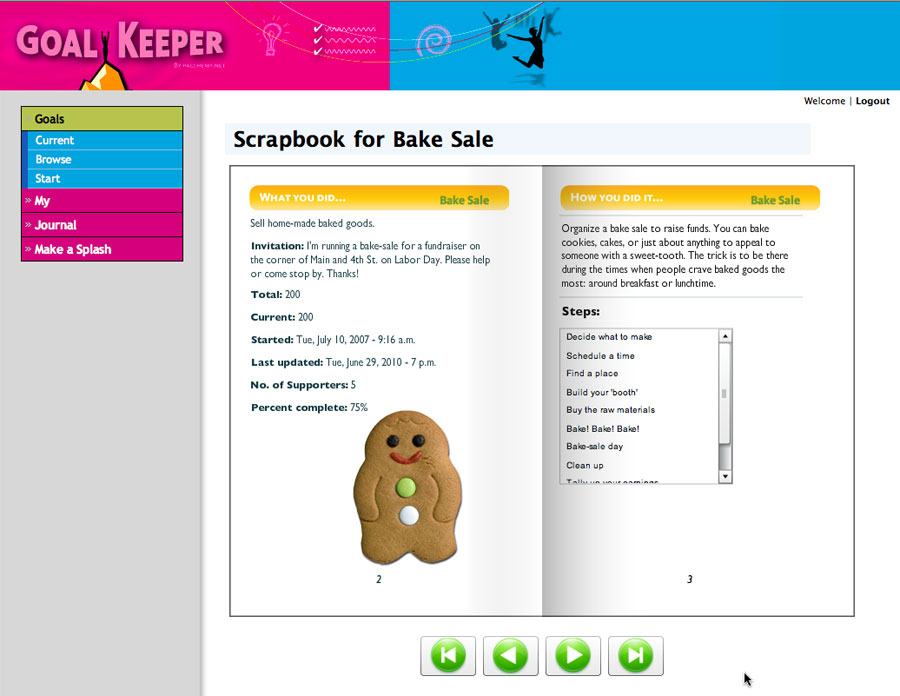 GOAL KEEPER
Welcome | Logout
Goals
Current
Browse
Start
» My
» Journal
» Make a Splash
Scrapbook for Bake Sale
WHAT YOU DID...
Bake Sale
Sell home-made baked goods.
Invitation: I'm running a bake-sale for a fundraiser on
the corner of Main and 4th St. on Labor Day. Please help
or come stop by. Thanks!
Total: 200
Current: 200
Started: Tue, July 10, 2007 - 9:16 a.m.
Last updated: Tue, June 29, 2010 - 7 p.m.
No. of Supporters: 5
Percent complete: 75%
2
HOW YOU DID IT...
Bake Sale
Organize a bake sale to raise funds. You can bake
cookies, cakes, or just about anything to appeal to
someone with a sweet-tooth. The trick is to be there
during the times when people crave baked goods the
most: around breakfast or lunchtime.
Steps:
Decide what to make
Schedule a time
Find a place
Build your 'booth'
Buy the raw materials
Bake! Bake! Bake!
Bake-sale day
Clean up
Tally up your earnings
3